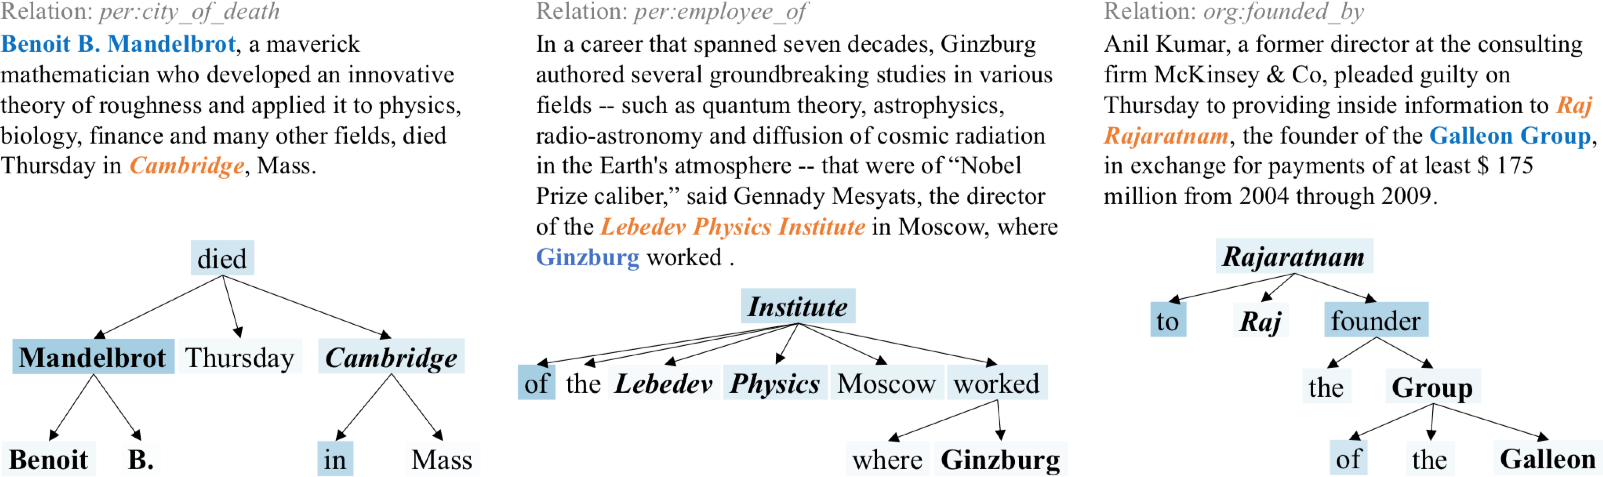 Relation: per:city_of_death
Benoit B. Mandelbrot, a maverick
mathematician who developed an innovative
theory of roughness and applied it to physics,
biology, finance and many other fields, died
Thursday in Cambridge, Mass.
died
Mandelbrot Thursday Cambridge
Benoit B. in Mass
Relation: per:employee_of
In a career that spanned seven decades, Ginzburg
authored several groundbreaking studies in various
fields -- such as quantum theory, astrophysics,
radio-astronomy and diffusion of cosmic radiation
in the Earth's atmosphere -- that were of “Nobel
Prize caliber,” said Gennady Mesyats, the director
of the Lebedev Physics Institute in Moscow, where
Ginzburg worked .
Institute
of the Lebedev Physics Moscow worked
where Ginzburg
Relation: org:founded_by
Anil Kumar, a former director at the consulting
firm McKinsey & Co, pleaded guilty on
Thursday to providing inside information to Raj
Rajaratnam, the founder of the Galleon Group,
in exchange for payments of at least $ 175
million from 2004 through 2009.
Rajaratnam
to Raj founder
the Group
of the Galleon